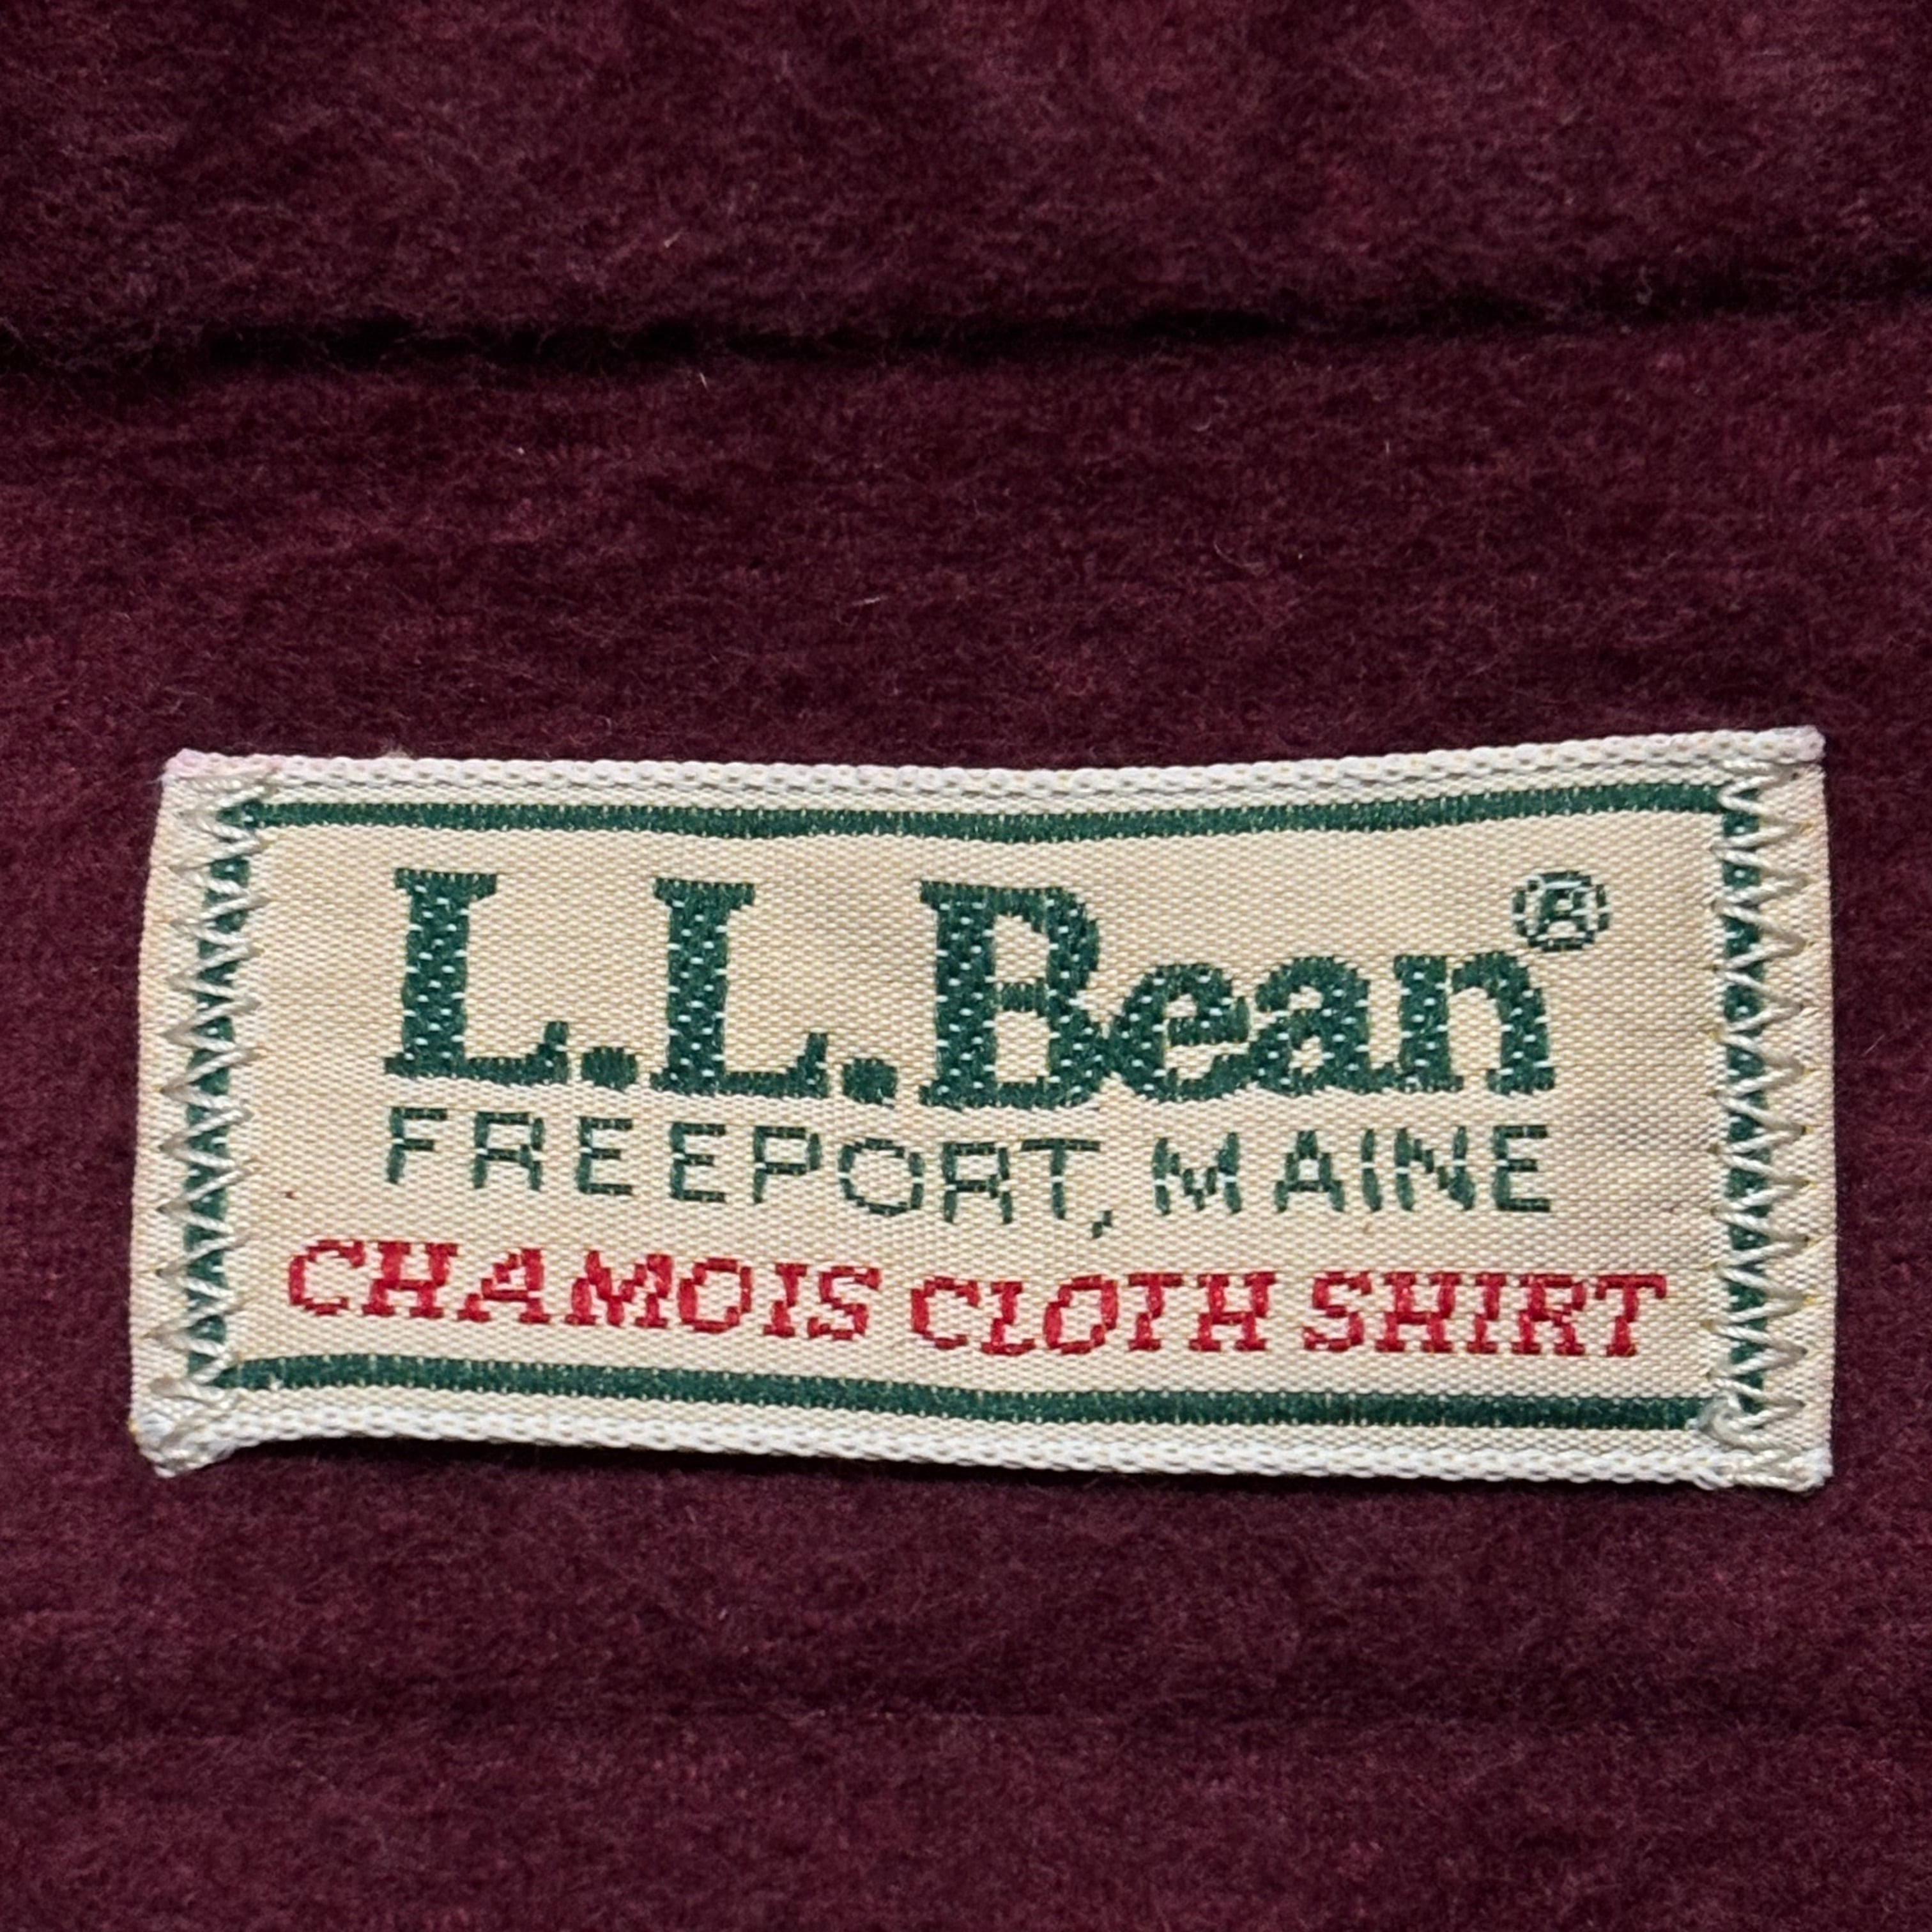 L.L.Bean®
FREEPORT, MAINE
CHAMOIS CLOTH SHIRT